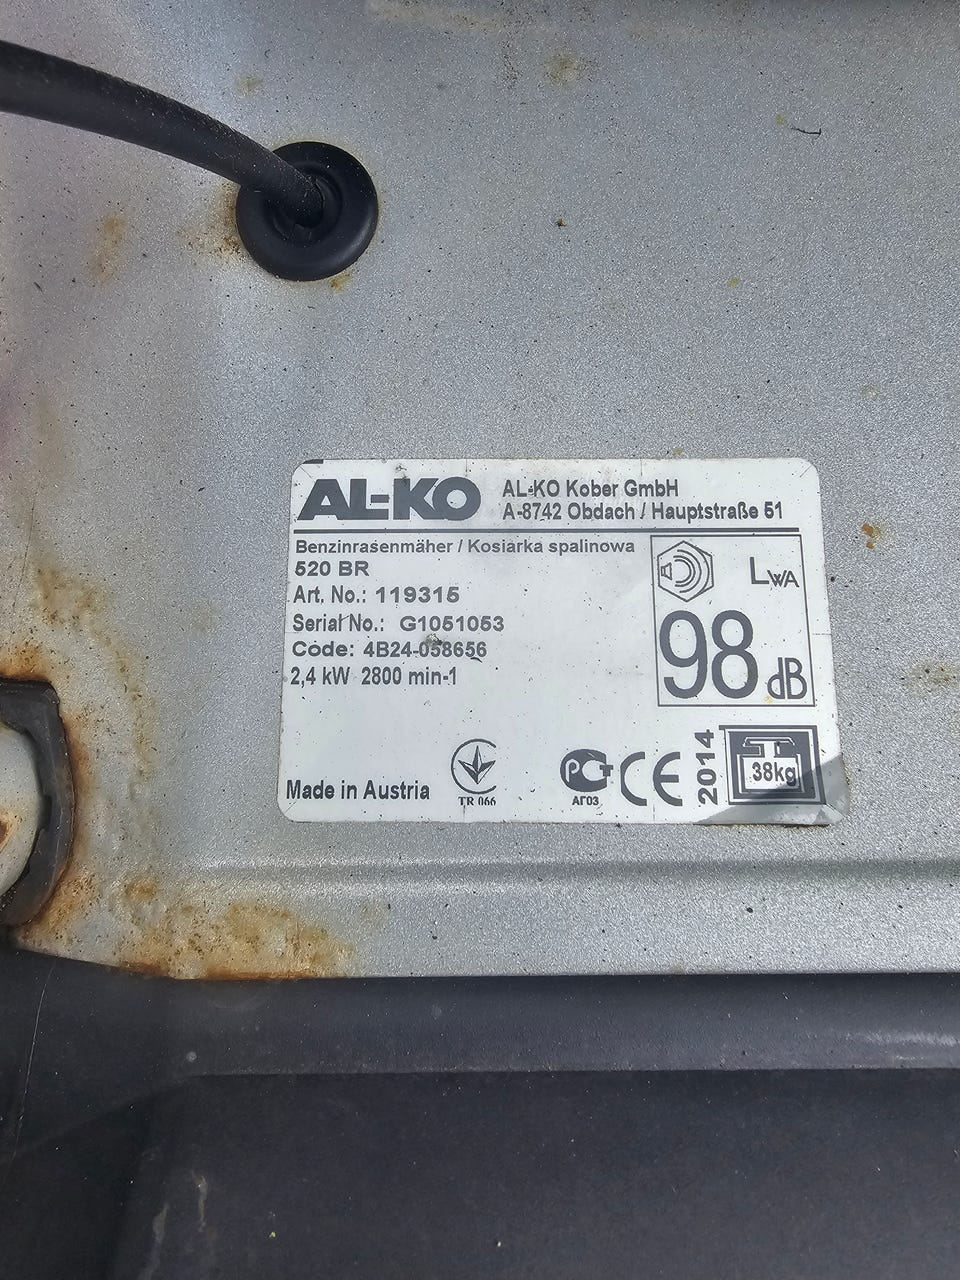 AL-KO
AL-KO Kober GmbH
A-8742 Obdach / Hauptstraße 51
Benzinrasenmäher / Kosiarka spalinowa
520 BR
Art. No.: 119315
Serial No.: G1051053
Code: 4B24-058656
2,4 kW 2800 min-1
LWA
98 dB
Made in Austria
TR 066
РСТ
АГ03
CE
2014
38kg